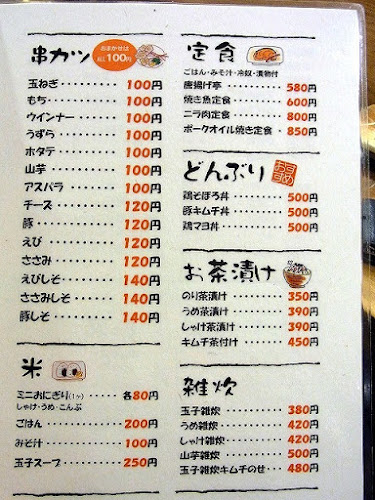 串カツ
おまかせは
100円
玉ねぎ・・・・・・・・・100円
もち・・・・・・・・・・100円
ウインナー・・・・・・・100円
うずら・・・・・・・・・100円
ホタテ・・・・・・・・・100円
山芋・・・・・・・・・・100円
アスパラ・・・・・・・・100円
チーズ・・・・・・・・・120円
豚・・・・・・・・・・・120円
えび・・・・・・・・・・120円
ささみ・・・・・・・・・120円
えびしそ・・・・・・・・140円
ささみしそ・・・・・・・140円
豚しそ・・・・・・・・・140円
米
ミニおにぎり(1ヶ)・・・各80円
しゃけ・うめ・こんぶ
ごはん・・・・・・・・・200円
みそ汁・・・・・・・・・100円
玉子スープ・・・・・・・250円
定食
ごはん・みそ汁・冷奴・漬物付
唐揚げ亭・・・・・・・・580円
焼き魚定食・・・・・・・600円
ニラ肉定食・・・・・・・800円
ポークオイル焼き定食・・850円
どんぶり
おすすめ
鶏そぼろ丼・・・・・・・500円
豚キムチ丼・・・・・・・500円
鶏マヨ丼・・・・・・・・500円
お茶漬け
のり茶漬け・・・・・・・350円
うめ茶漬け・・・・・・・390円
しゃけ茶漬け・・・・・・390円
キムチ茶付け・・・・・・450円
雑炊
玉子雑炊・・・・・・・・380円
うめ雑炊・・・・・・・・420円
しゃけ雑炊・・・・・・・420円
山芋雑炊・・・・・・・・500円
玉子雑炊キムチのせ・・・480円